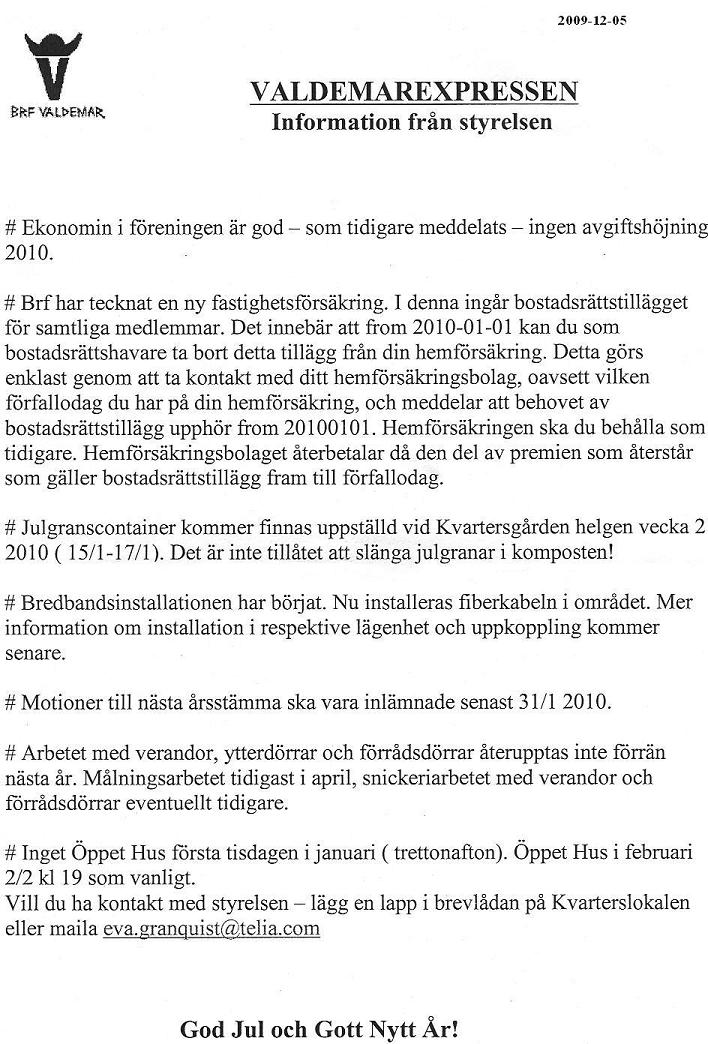 2009-12-05
BRF VALDEMAR
VALDEMAREXPRESSEN
Information från styrelsen
# Ekonomin i föreningen är god – som tidigare meddelats – ingen avgiftshöjning
2010.
# Brf har tecknat en ny fastighetsförsäkring. I denna ingår bostadsrättstillägget
för samtliga medlemmar. Det innebär att from 2010-01-01 kan du som
bostadsrättshavare ta bort detta tillägg från din hemförsäkring. Detta görs
enklast genom att ta kontakt med ditt hemförsäkringsbolag, oavsett vilken
förfallodag du har på din hemförsäkring, och meddelar att behovet av
bostadsrättstillägg upphör from 20100101. Hemförsäkringen ska du behålla som
tidigare. Hemförsäkringsbolaget återbetalar då den del av premien som återstår
som gäller bostadsrättstillägg fram till förfallodag.
# Julgranscontainer kommer finnas uppställd vid Kvartersgården helgen vecka 2
2010 ( 15/1-17/1). Det är inte tillåtet att slänga julgranar i komposten!
# Bredbandsinstallationen har börjat. Nu installeras fiberkabeln i området. Mer
information om installation i respektive lägenhet och uppkoppling kommer
senare.
# Motioner till nästa årsstämma ska vara inlämnade senast 31/1 2010.
# Arbetet med verandor, ytterdörrar och förrådsdörrar återupptas inte förrän
nästa år. Målningsarbetet tidigast i april, snickeriarbetet med verandor och
förrådsdörrar eventuellt tidigare.
# Inget Öppet Hus första tisdagen i januari ( trettonafton). Öppet Hus i februari
2/2 kl 19 som vanligt.
Vill du ha kontakt med styrelsen – lägg en lapp i brevlådan på Kvarterslokalen
eller maila eva.granquist@telia.com
God Jul och Gott Nytt År!